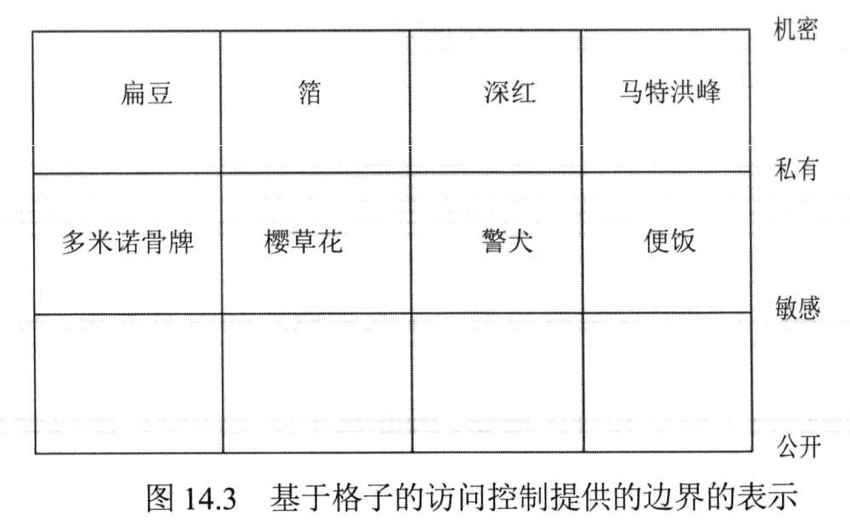 机密
扁豆 箔 深红 马特洪峰
私有
多米诺骨牌 樱草花 警犬 便饭
敏感
公开
图 14.3 基于格子的访问控制提供的边界的表示